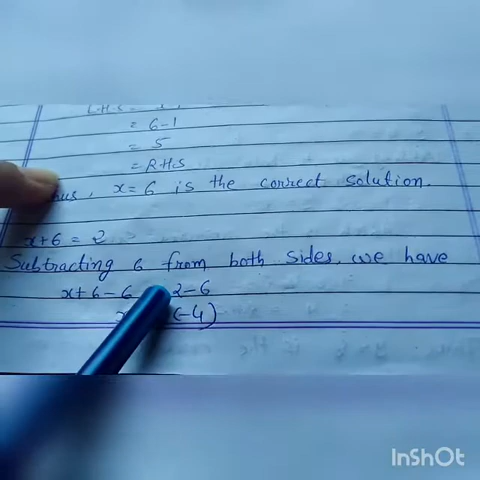 = 6-1
= 5
= R.H.S
x=6 is the correct solution.
x+6 = 2
Subtracting 6 from both sides, we have
x+6-6 2-6
x (-4)
InShOt